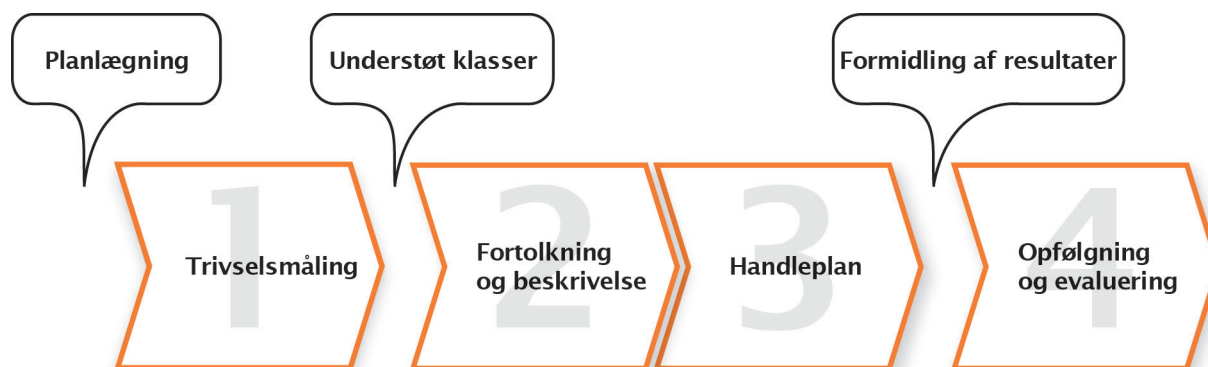 Planlægning
Understøt klasser
Formidling af resultater
1
Trivselsmåling
2
Fortolkning
og beskrivelse
3
Handleplan
4
Opfølgning
og evaluering